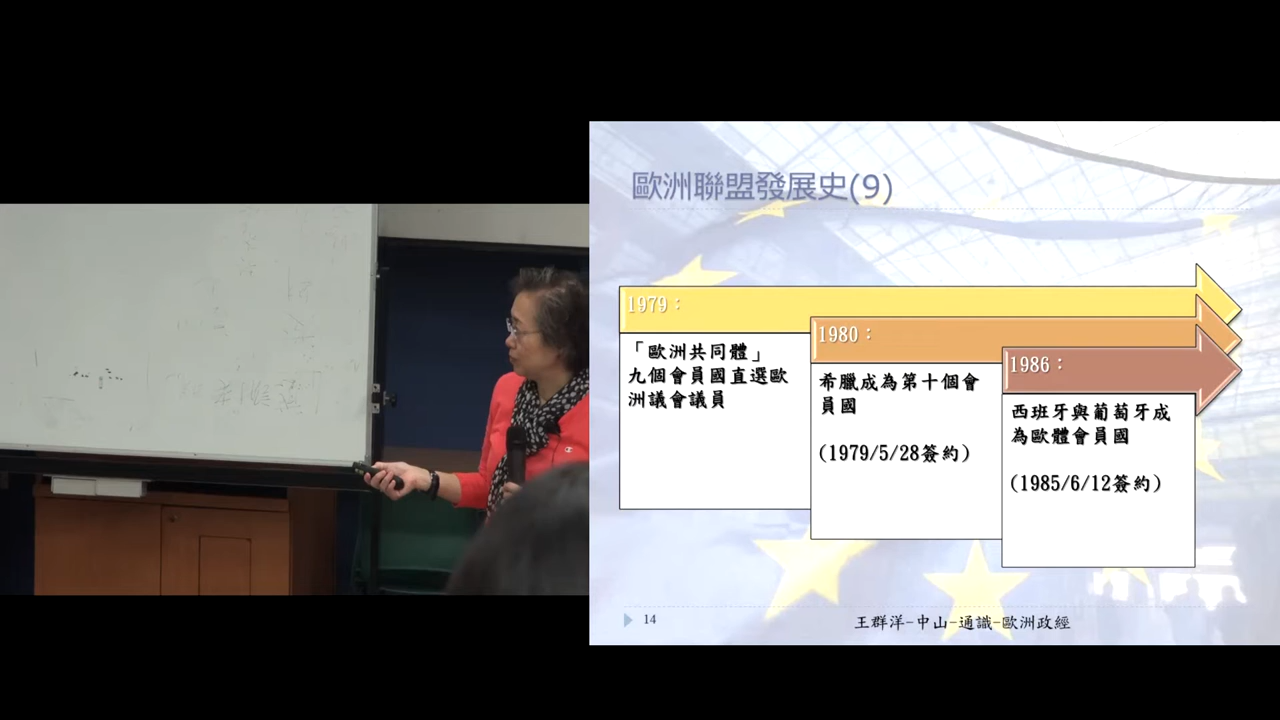 歐洲聯盟發展史(9)
1979：
「歐洲共同體」
九個會員國直選歐
洲議會議員
1980：
希臘成為第十個會
員國
(1979/5/28簽約)
1986：
西班牙與葡萄牙成
為歐體會員國
(1985/6/12簽約)
14
王群洋-中山-通識-歐洲政經